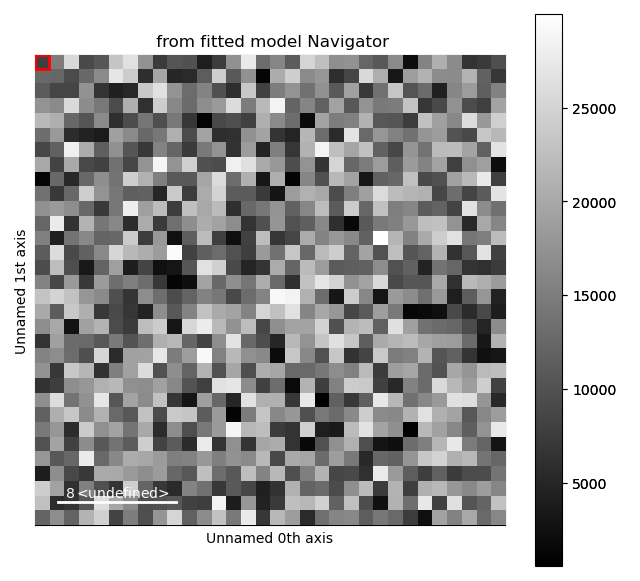 from fitted model Navigator
25000
20000
15000
10000
5000
Unnamed 1st axis
8 <undefined>
Unnamed 0th axis